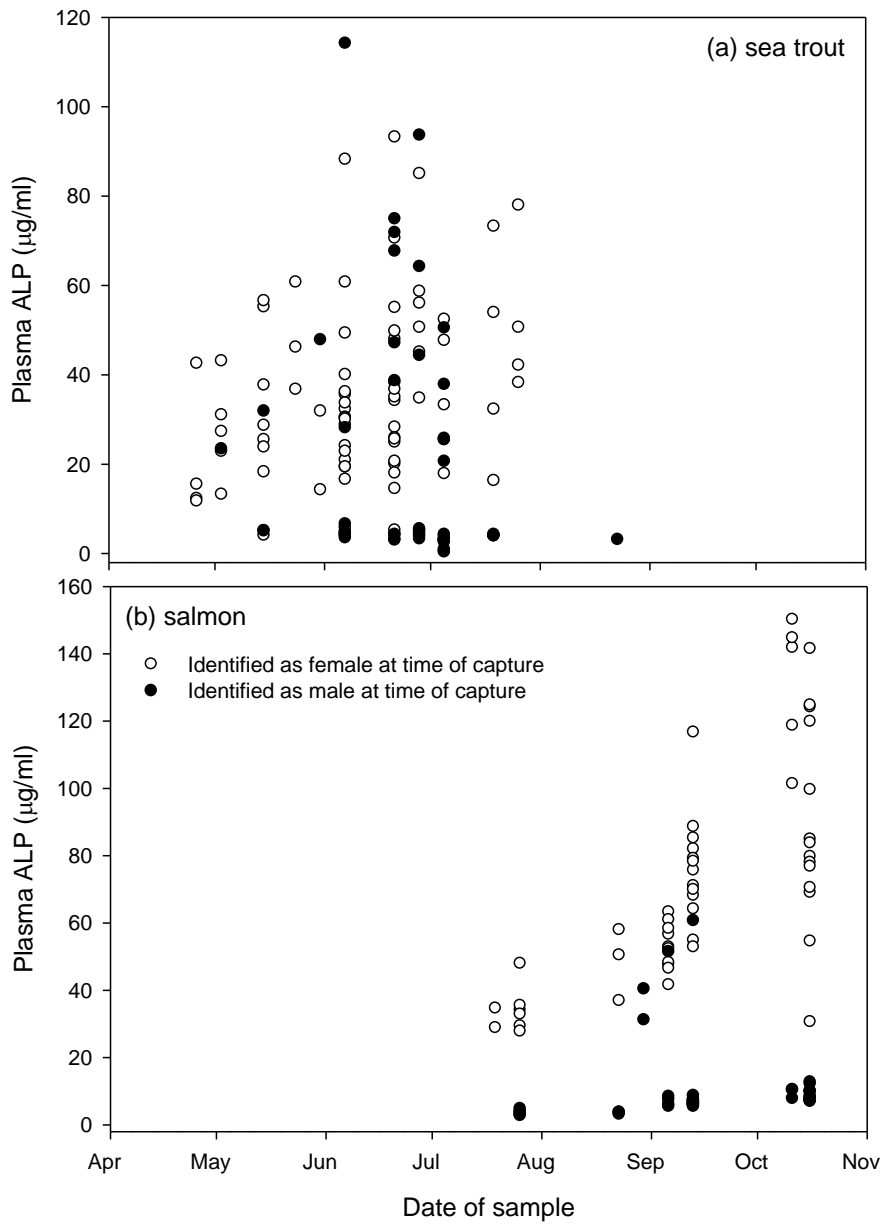 120
(a) sea trout
100
80
60
40
20
0
Plasma ALP (μg/ml)
160
(b) salmon
Identified as female at time of capture
Identified as male at time of capture
140
120
100
80
60
40
20
0
Plasma ALP (μg/ml)
Apr May Jun Jul Aug Sep Oct Nov
Date of sample